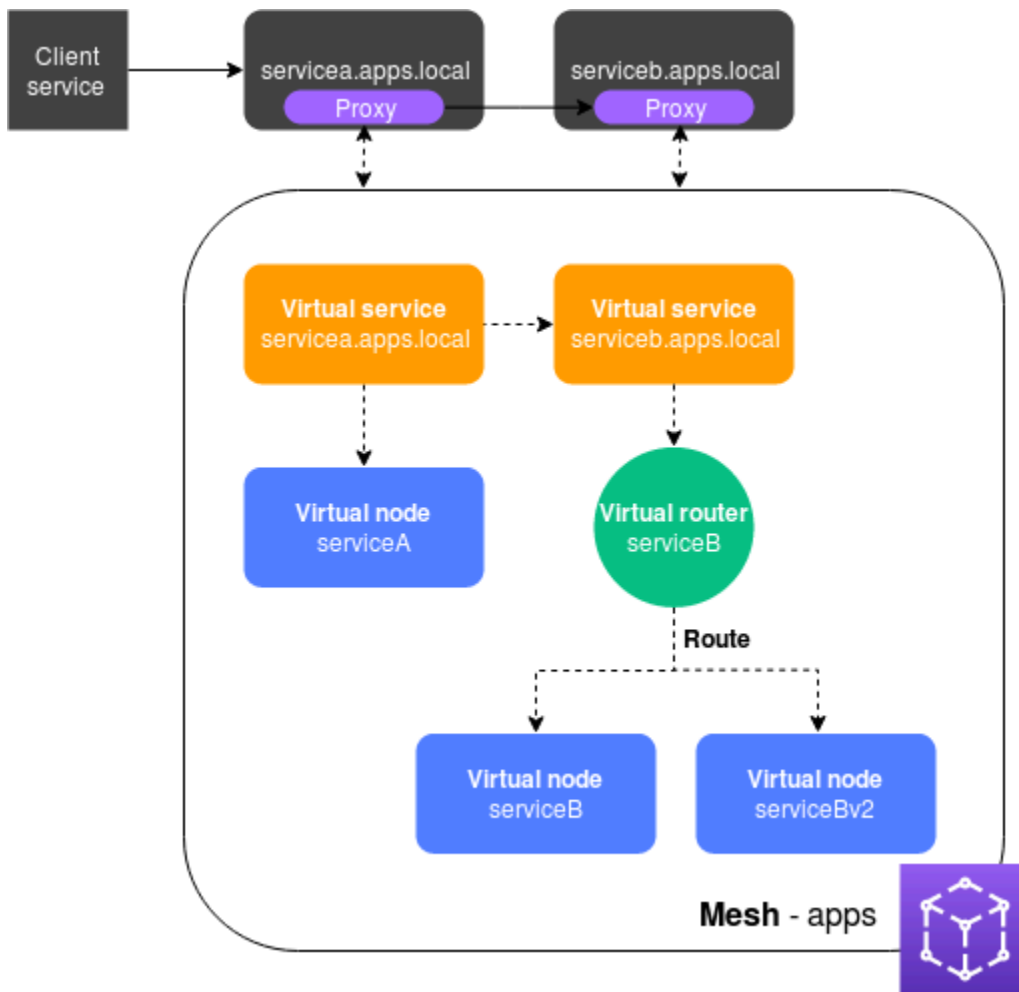 Client
service
servicea.apps.local
Proxy
serviceb.apps.local
Proxy
Virtual service
servicea.apps.local
Virtual service
serviceb.apps.local
Virtual node
serviceA
Virtual router
serviceB
Route
Virtual node
serviceB
Virtual node
serviceBv2
Mesh - apps